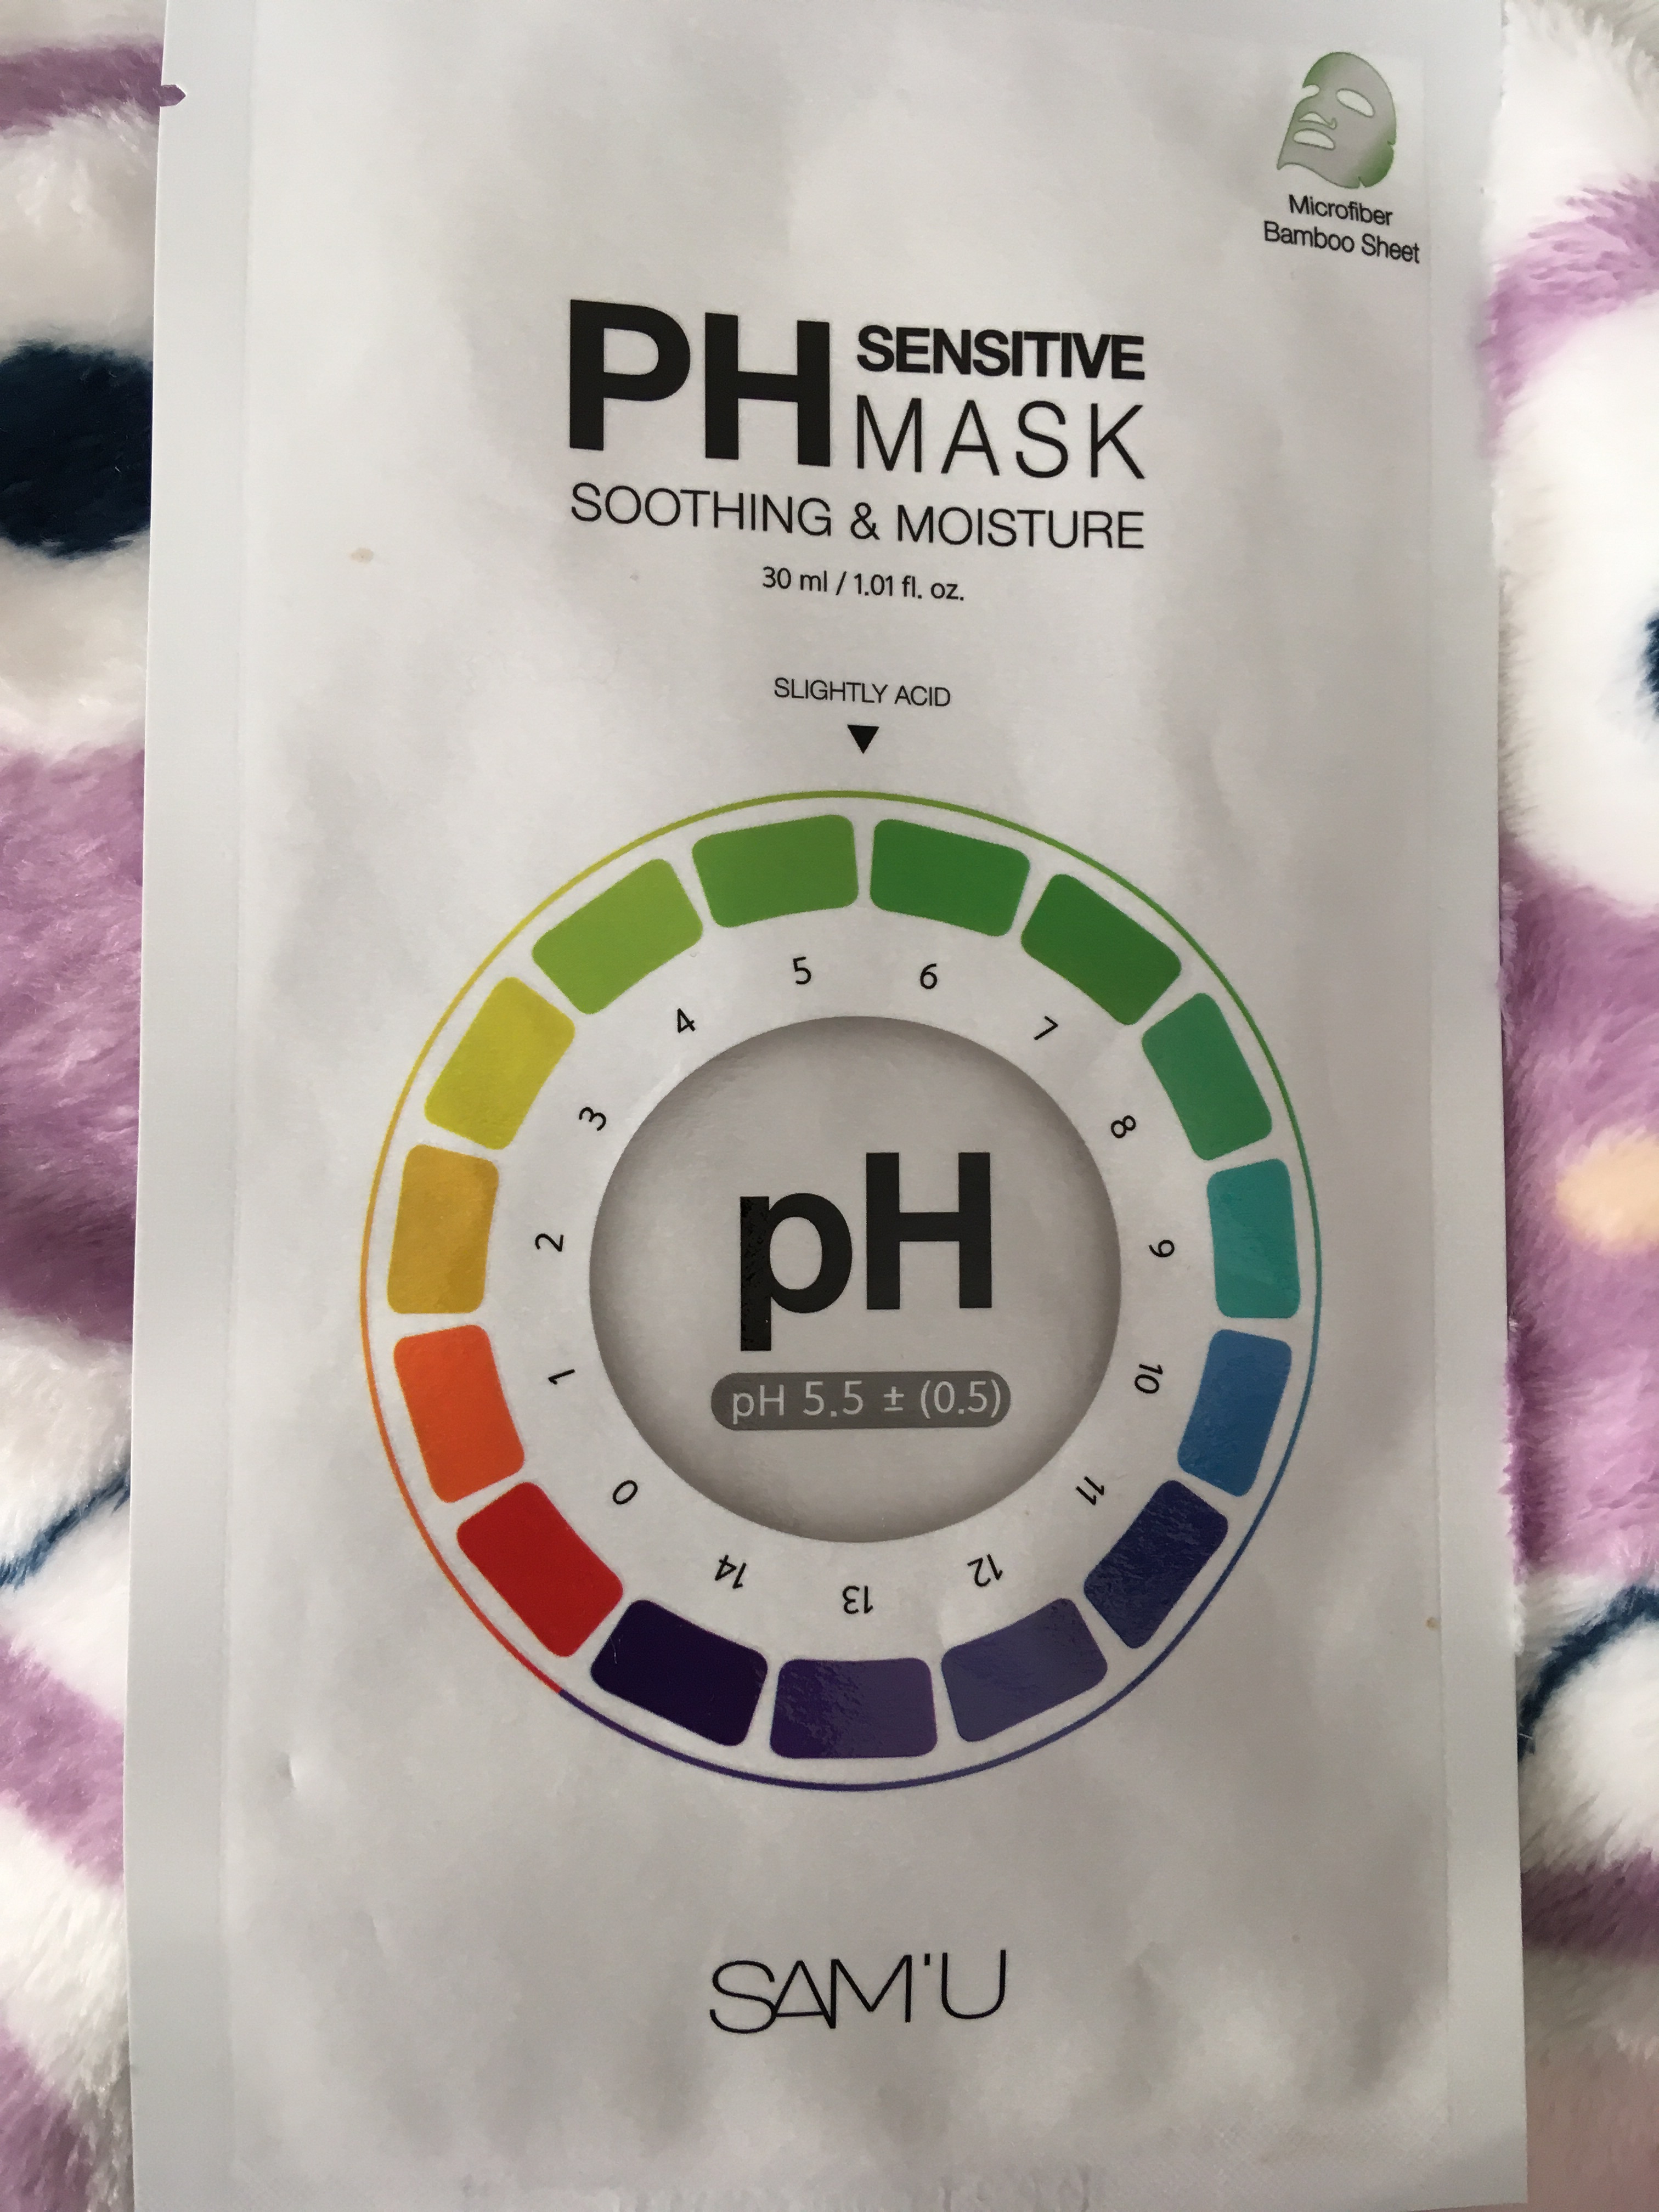 Microfiber
Bamboo Sheet
PH SENSITIVE
MASK
SOOTHING & MOISTURE
30 ml / 1.01 fl. oz.
SLIGHTLY ACID
▼
0
1
2
3
4
5
6
7
8
9
10
11
12
13
14
pH
pH 5.5 ± (0.5)
SAM'U